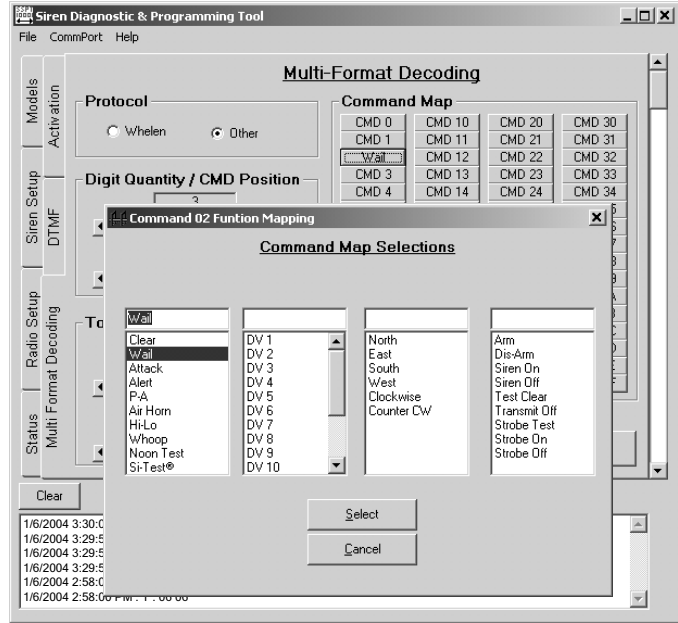 Siren Diagnostic & Programming Tool
File CommPort Help
Models
Siren Setup
Radio Setup
Status
Activation
DTMF
Multi Format Decoding
Multi-Format Decoding
Protocol
Whelen Other
Digit Quantity / CMD Position
3
Command Map
CMD 0 CMD 10 CMD 20 CMD 30
CMD 1 CMD 11 CMD 21 CMD 31
Wail CMD 12 CMD 22 CMD 32
CMD 3 CMD 13 CMD 23 CMD 33
CMD 4 CMD 14 CMD 24 CMD 34
Command 02 Funtion Mapping
Command Map Selections
Wail
Clear
Wail
Attack
Alert
P-A
Air Horn
Hi-Lo
Whoop
Noon Test
Si-Test®
DV 1
DV 2
DV 3
DV 4
DV 5
DV 6
DV 7
DV 8
DV 9
DV 10
North
East
South
West
Clockwise
Counter CW
Arm
Dis-Arm
Siren On
Siren Off
Test Clear
Transmit Off
Strobe Test
Strobe On
Strobe Off
Select
Cancel
Clear
1/6/2004 3:30:0
1/6/2004 3:29:5
1/6/2004 3:29:5
1/6/2004 2:58:0
1/6/2004 2:58:00 PM